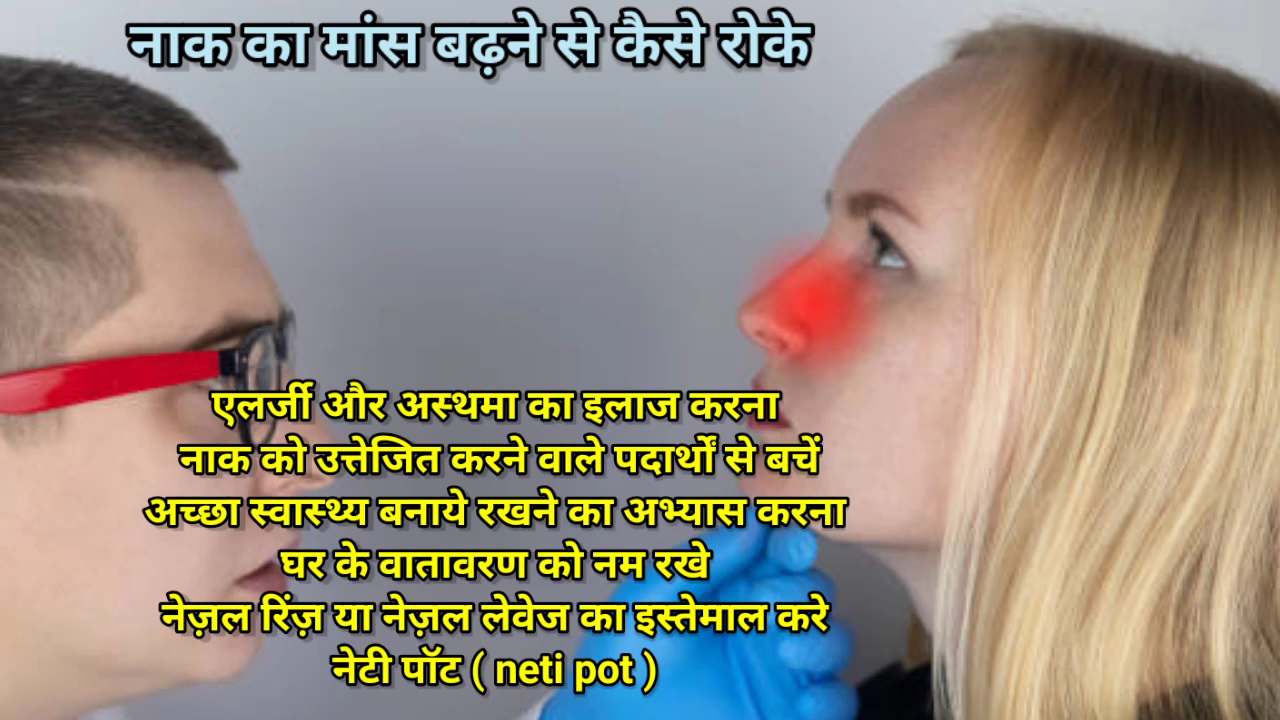 नाक का मांस बढ़ने से कैसे रोके
एलर्जी और अस्थमा का इलाज करना
नाक को उत्तेजित करने वाले पदार्थों से बचें
अच्छा स्वास्थ्य बनाये रखने का अभ्यास करना
घर के वातावरण को नम रखे
नेज़ल रिंज़ या नेज़ल लेवेज का इस्तेमाल करे
नेटी पॉट ( neti pot )